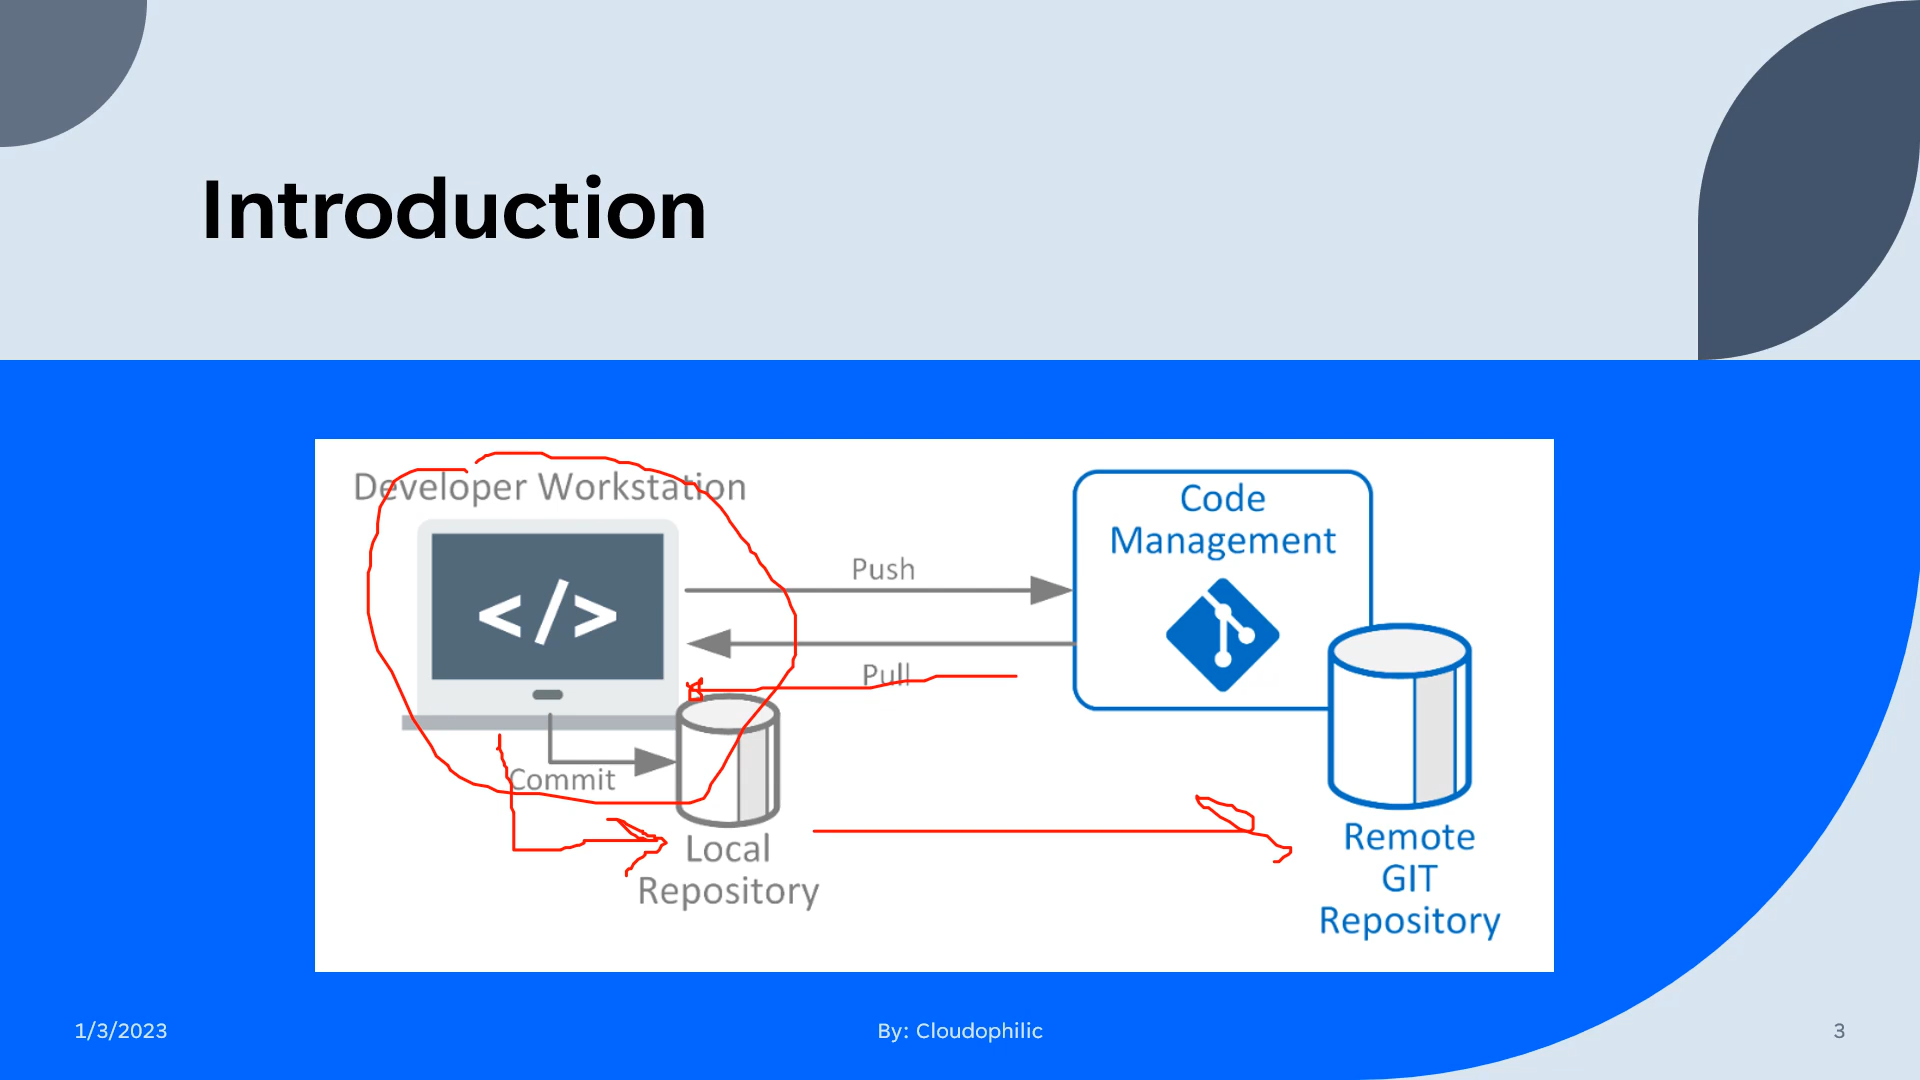 Introduction
Developer Workstation
</>
Push
Pull
Commit
Local
Repository
Code
Management
Remote
GIT
Repository
1/3/2023
By: Cloudophilic
3